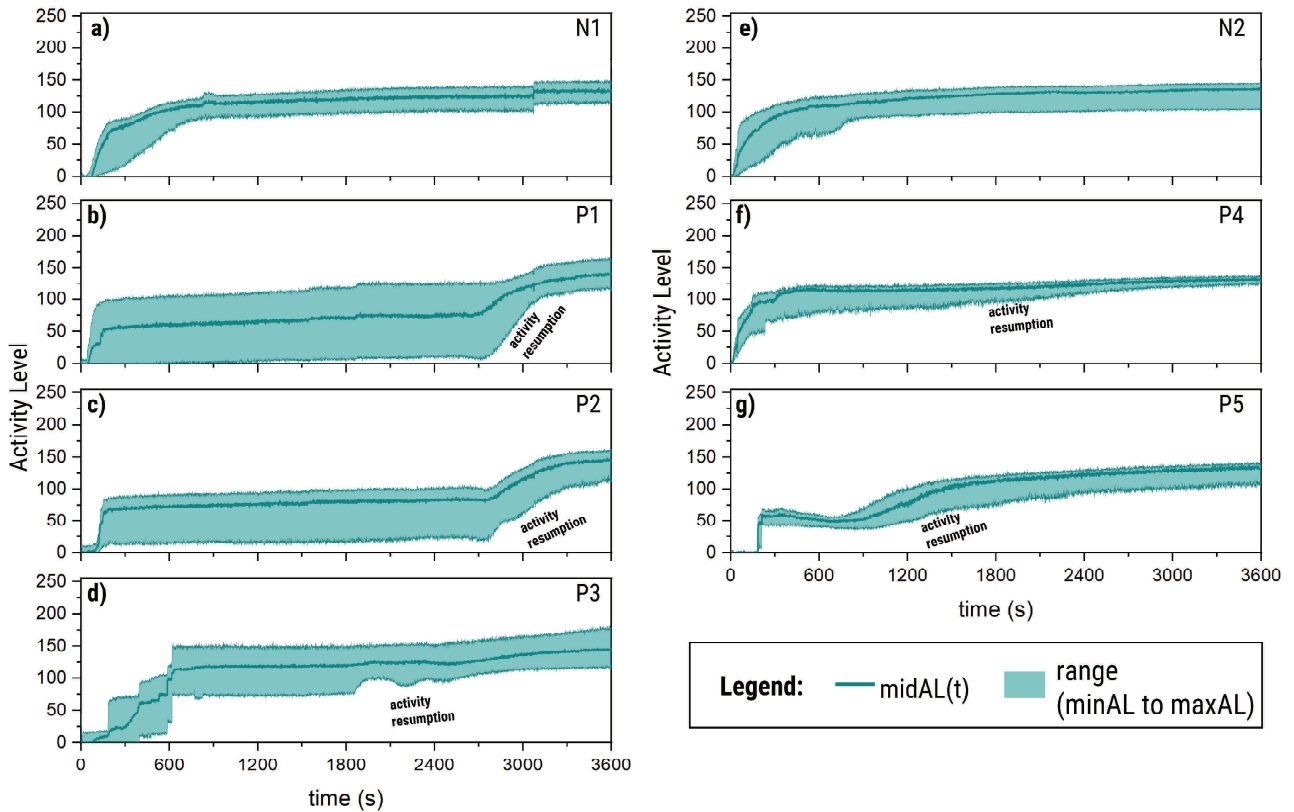 a)
N1
250
200
150
100
50
0
b)
P1
250
200
150
100
50
0
activity
resumption
c)
P2
250
200
150
100
50
0
activity
resumption
d)
P3
250
200
150
100
50
0
activity
resumption
0 600 1200 1800 2400 3000 3600
time (s)
Activity Level
e)
N2
250
200
150
100
50
0
f)
P4
250
200
150
100
50
0
activity
resumption
g)
P5
250
200
150
100
50
0
activity
resumption
0 600 1200 1800 2400 3000 3600
time (s)
Activity Level
Legend: midAL(t) range
(minAL to maxAL)